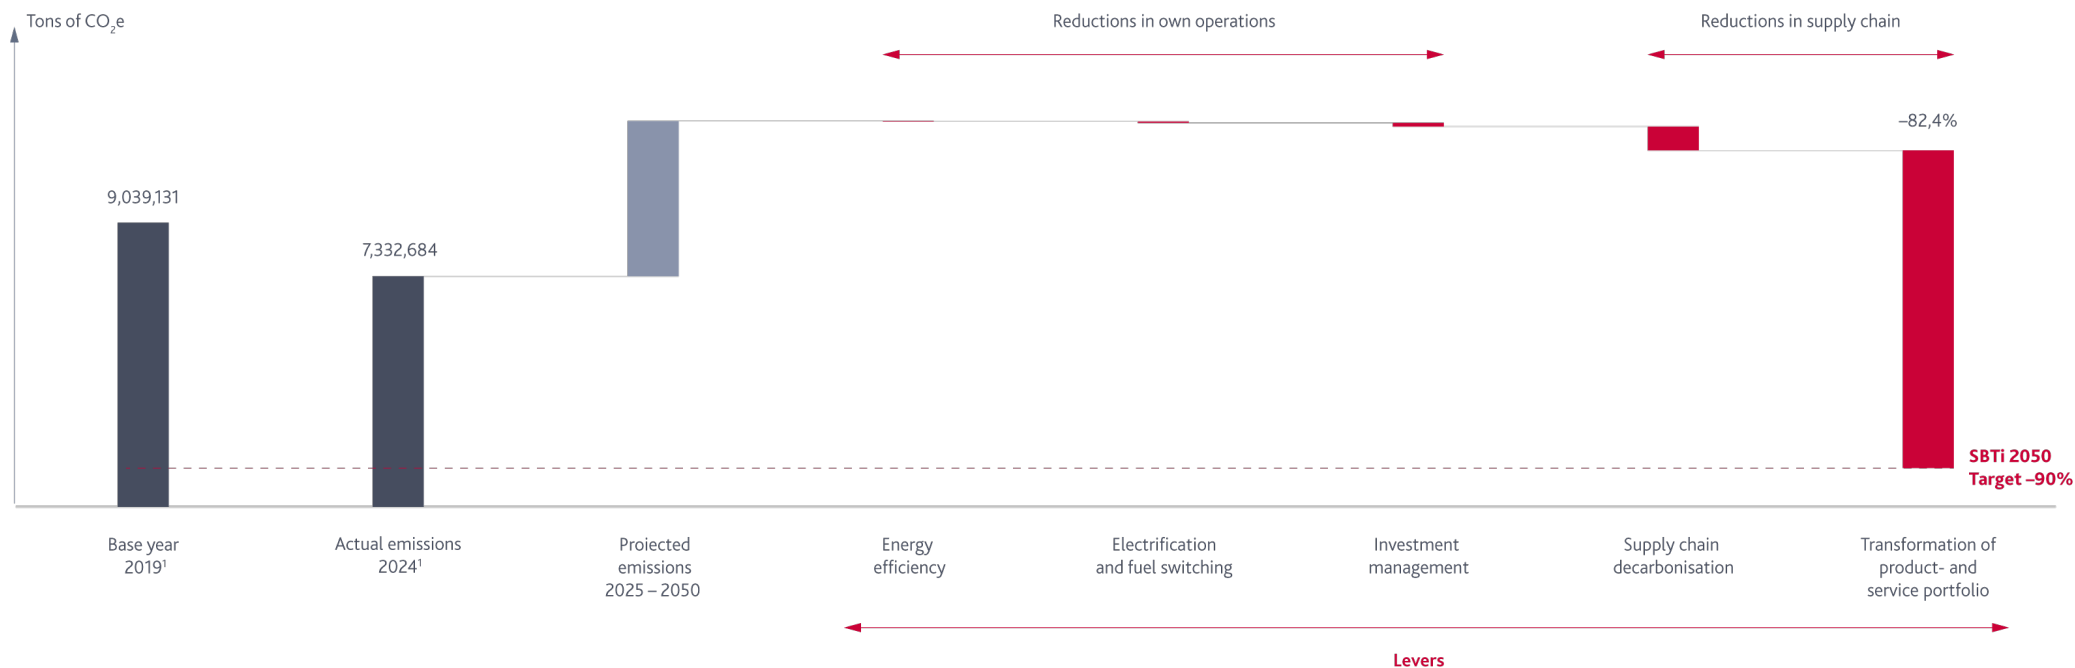 Tons of CO₂e
Reductions in own operations
Reductions in supply chain
–82,4%
9,039,131
7,332,684
SBTi 2050
Target –90%
Base year
2019¹
Actual emissions
2024¹
Proiected
emissions
2025 – 2050
Energy
efficiency
Electrification
and fuel switching
Investment
management
Supply chain
decarbonisation
Transformation of
product- and
service portfolio
Levers